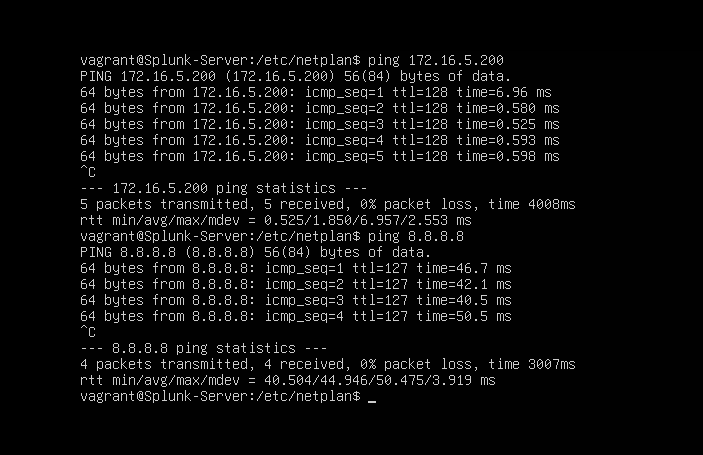 vagrant@Splunk-Server:/etc/netplan$ ping 172.16.5.200
PING 172.16.5.200 (172.16.5.200) 56(84) bytes of data.
64 bytes from 172.16.5.200: icmp_seq=1 ttl=128 time=6.96 ms
64 bytes from 172.16.5.200: icmp_seq=2 ttl=128 time=0.580 ms
64 bytes from 172.16.5.200: icmp_seq=3 ttl=128 time=0.525 ms
64 bytes from 172.16.5.200: icmp_seq=4 ttl=128 time=0.593 ms
64 bytes from 172.16.5.200: icmp_seq=5 ttl=128 time=0.598 ms
^C
--- 172.16.5.200 ping statistics ---
5 packets transmitted, 5 received, 0% packet loss, time 4008ms
rtt min/avg/max/mdev = 0.525/1.850/6.957/2.553 ms
vagrant@Splunk-Server:/etc/netplan$ ping 8.8.8.8
PING 8.8.8.8 (8.8.8.8) 56(84) bytes of data.
64 bytes from 8.8.8.8: icmp_seq=1 ttl=127 time=46.7 ms
64 bytes from 8.8.8.8: icmp_seq=2 ttl=127 time=42.1 ms
64 bytes from 8.8.8.8: icmp_seq=3 ttl=127 time=40.5 ms
64 bytes from 8.8.8.8: icmp_seq=4 ttl=127 time=50.5 ms
^C
--- 8.8.8.8 ping statistics ---
4 packets transmitted, 4 received, 0% packet loss, time 3007ms
rtt min/avg/max/mdev = 40.504/44.946/50.475/3.919 ms
vagrant@Splunk-Server:/etc/netplan$ _